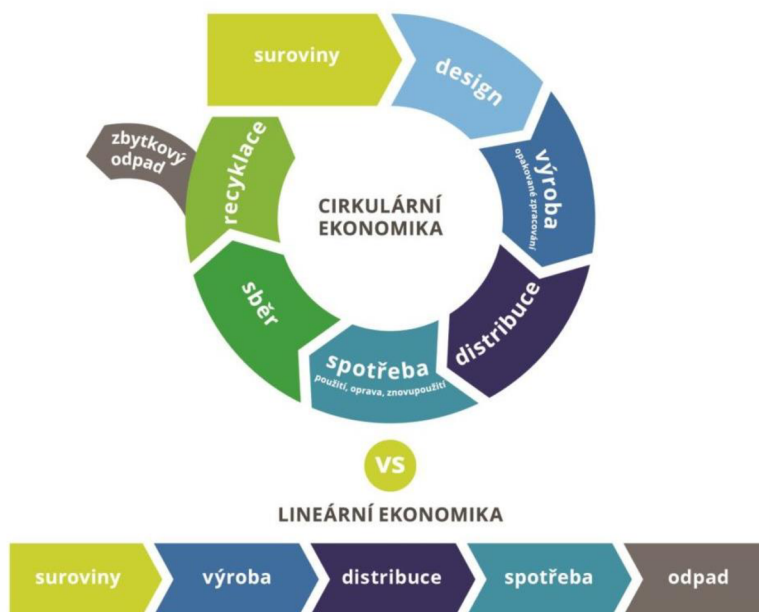 suroviny
design
výroba
opakované zpracování
distribuce
spotřeba
použití, oprava, znovupoužití
sběr
recyklace
zbytkový
odpad
CIRKULÁRNÍ
EKONOMIKA
VS
LINEÁRNÍ EKONOMIKA
suroviny
výroba
distribuce
spotřeba
odpad